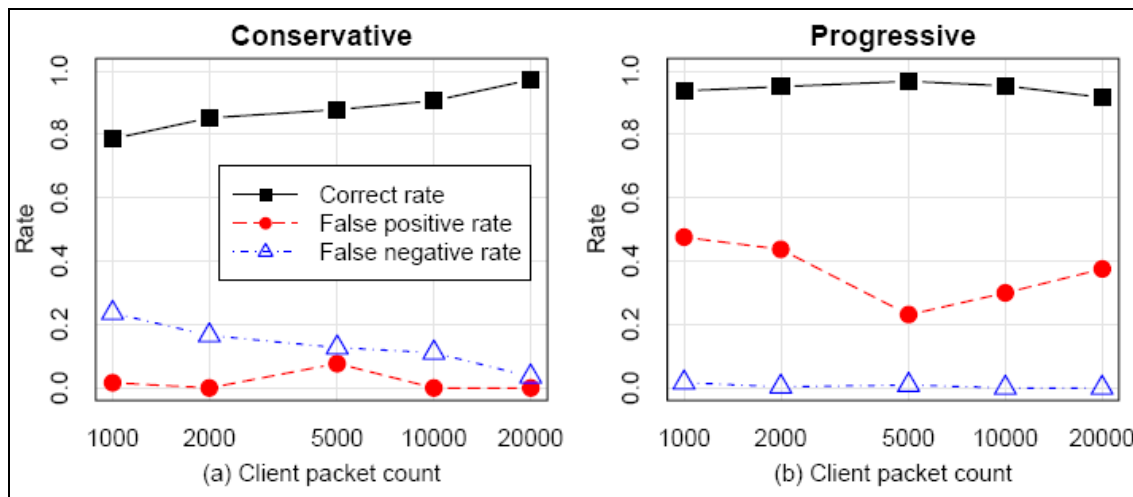 Conservative
Rate
1.0
0.8
0.6
0.4
0.2
0.0
Correct rate
False positive rate
False negative rate
1000 2000 5000 10000 20000
(a) Client packet count
Progressive
Rate
1.0
0.8
0.6
0.4
0.2
0.0
1000 2000 5000 10000 20000
(b) Client packet count